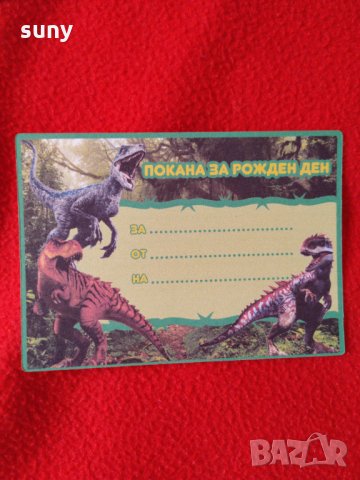 suny
ПОКАНА ЗА РОЖДЕН ДЕН
ЗА ..............................
ОТ ..............................
НА ..............................
BAZAR